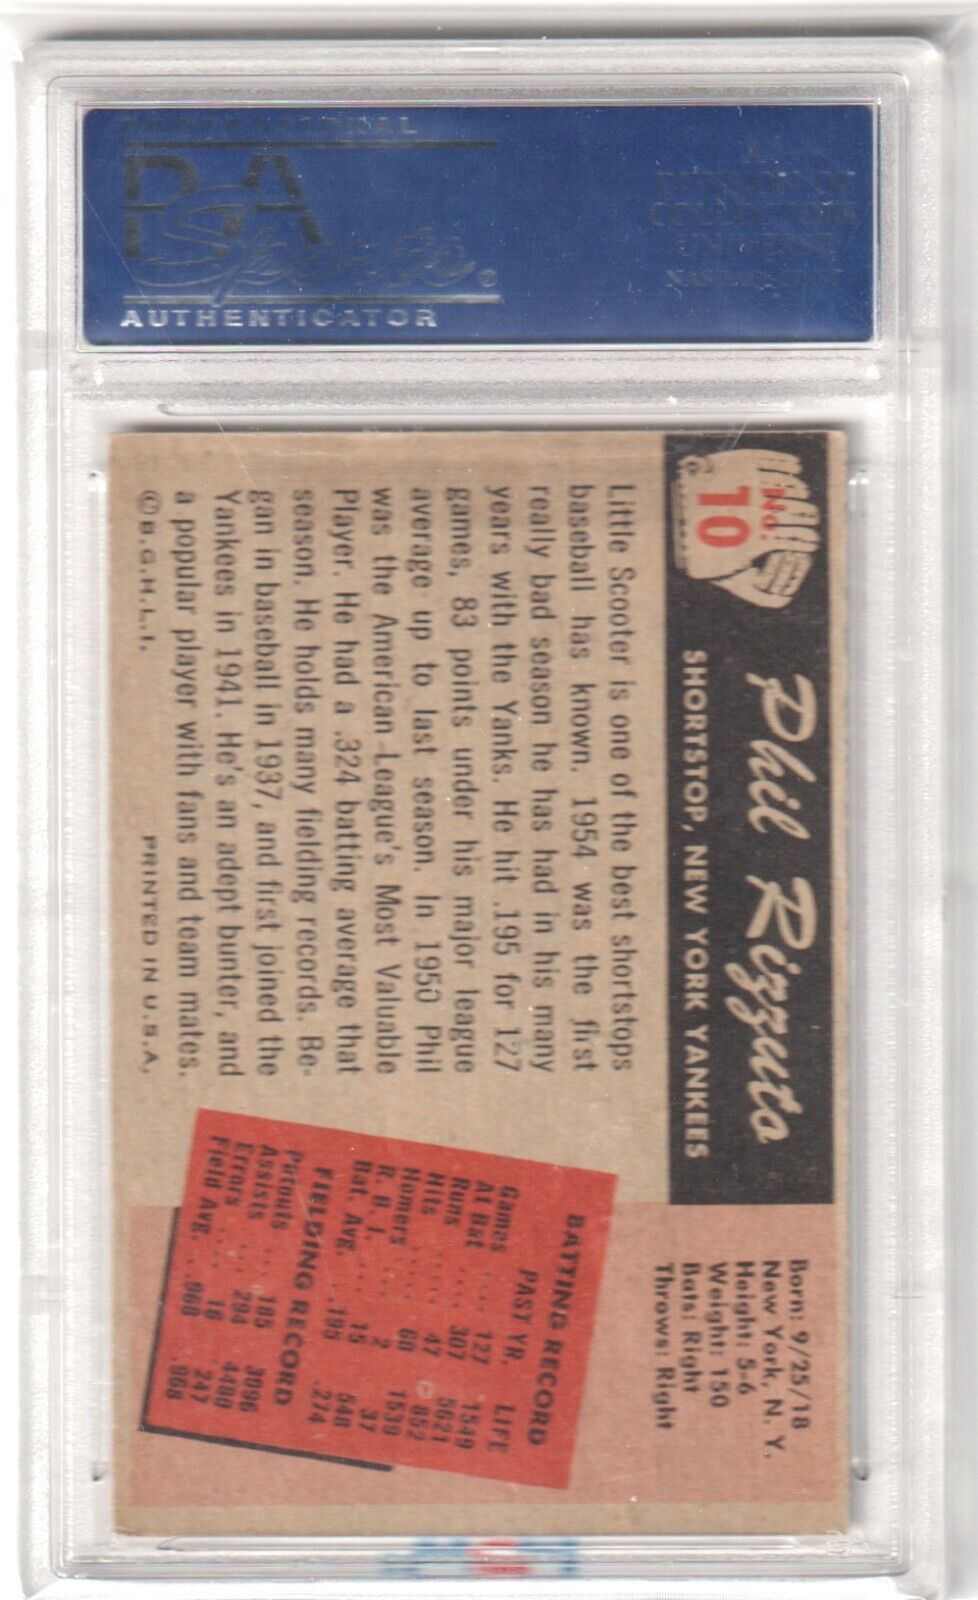 PROFESSIONAL
PSA
Sports
AUTHENTICATOR
A
DIVISION OF
COLLECTORS
UNIVERSE
NASDAQ: CLCT
No.
10
Phil Rizzuto
SHORTSTOP, NEW YORK YANKEES
Born: 9/25/18
New York, N. Y.
Height: 5-6
Weight: 150
Bats: Right
Throws: Right
Little Scooter is one of the best shortstops
baseball has known. 1954 was the first
really bad season he has had in his many
years with the Yanks. He hit .195 for 127
games, 83 points under his major league
average up to last season. In 1950 Phil
was the American League's Most Valuable
Player. He had a .324 batting average that
season. He holds many fielding records. Be-
gan in baseball in 1937, and first joined the
Yankees in 1941. He's an adept bunter, and
a popular player with fans and team mates.
©B.G.H.L.I. PRINTED IN U.S.A,
BATTING RECORD
PAST YR. LIFE
Games .... 127 1549
At Bat .... 307 5621
Runs .... 47 852
Hits .... 60 1539
Homers .... 2 37
R. B. I. .... 15 548
Bat. Avg. ... .195 .274
FIELDING RECORD
Putouts .... 185 3096
Assists .... 294 4480
Errors .... 16 247
Field Avg. .. .968 .968